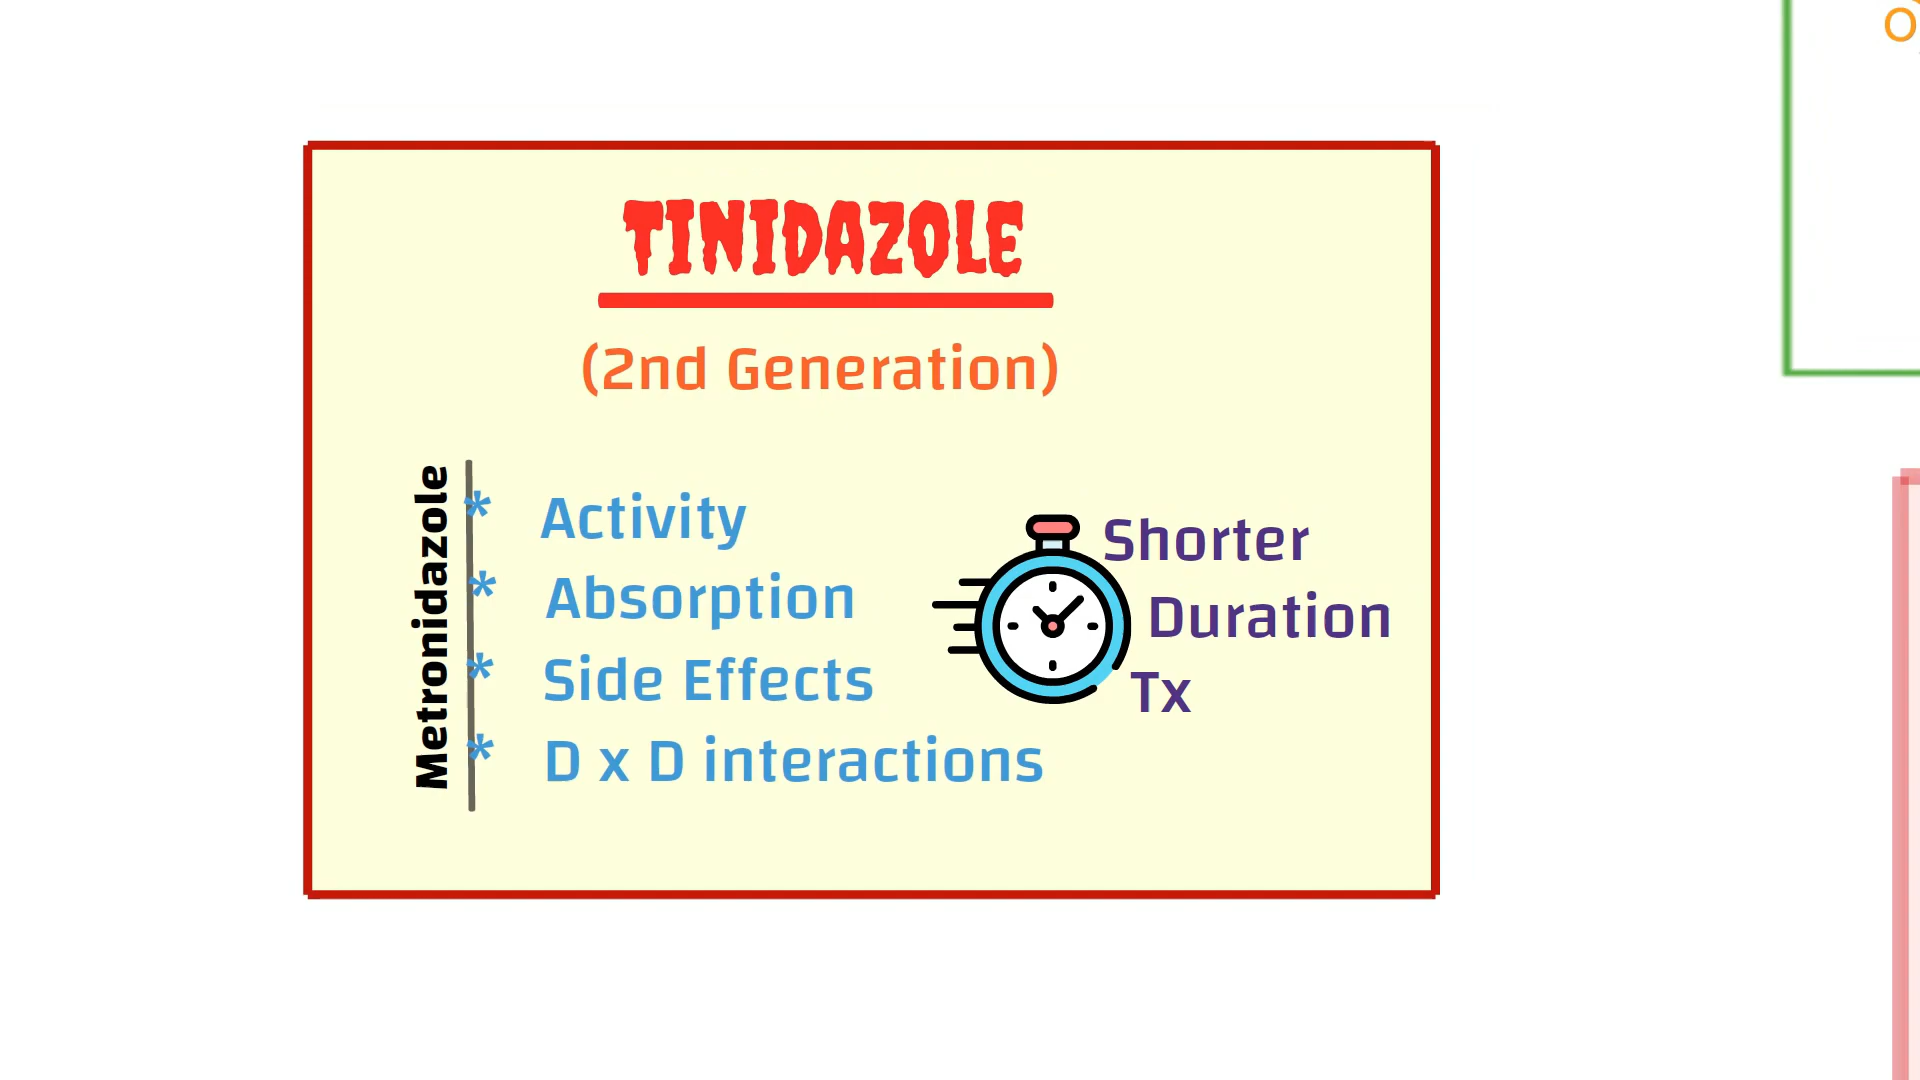 TINIDAZOLE
(2nd Generation)
Metronidazole
* Activity
* Absorption
* Side Effects
* D x D interactions
Shorter
Duration
Tx